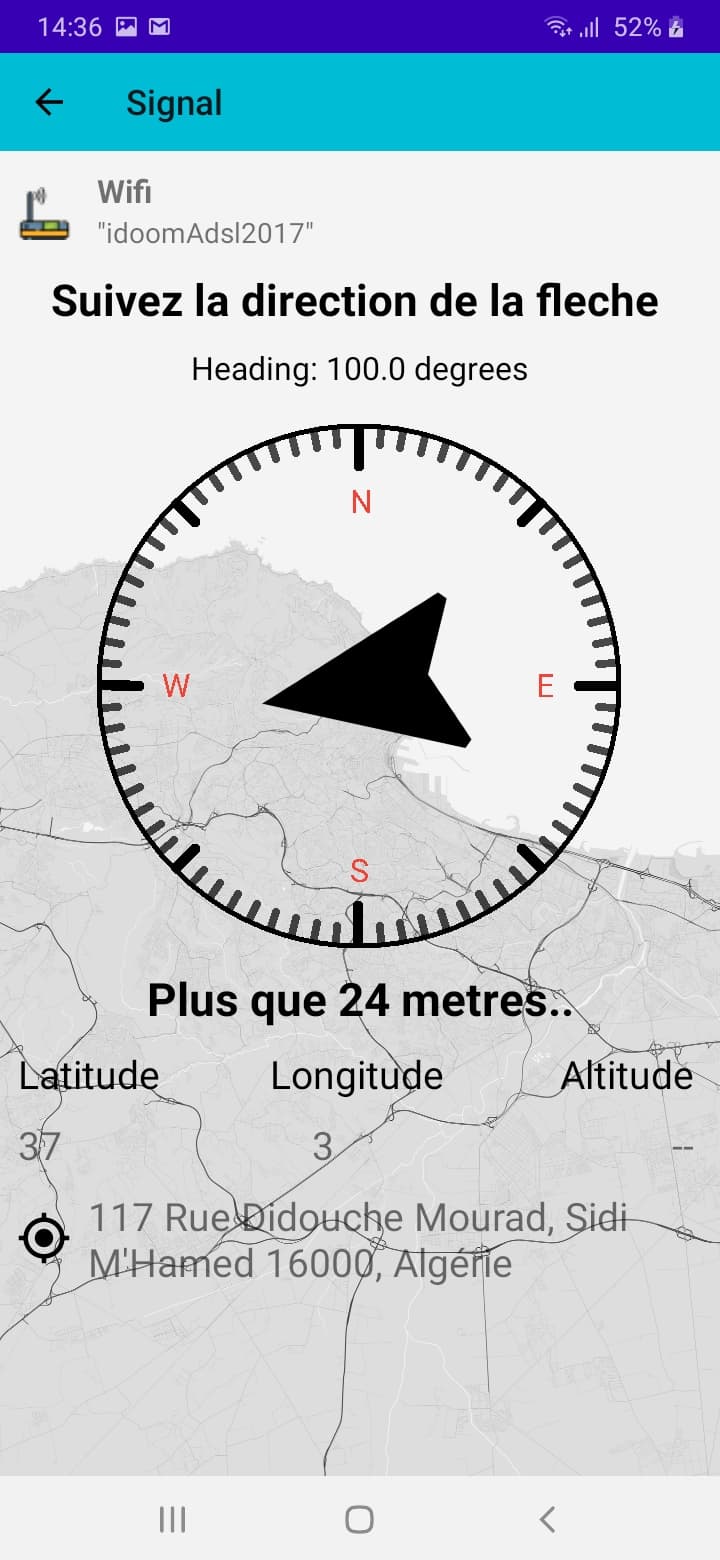 14:36 52%
Signal
Wifi
"idoomAdsl2017"
Suivez la direction de la fleche
Heading: 100.0 degrees
N
W E
S
Plus que 24 metres..
Latitude Longitude Altitude
37 3 --
117 Rue Didouche Mourad, Sidi
M'Hamed 16000, Algérie